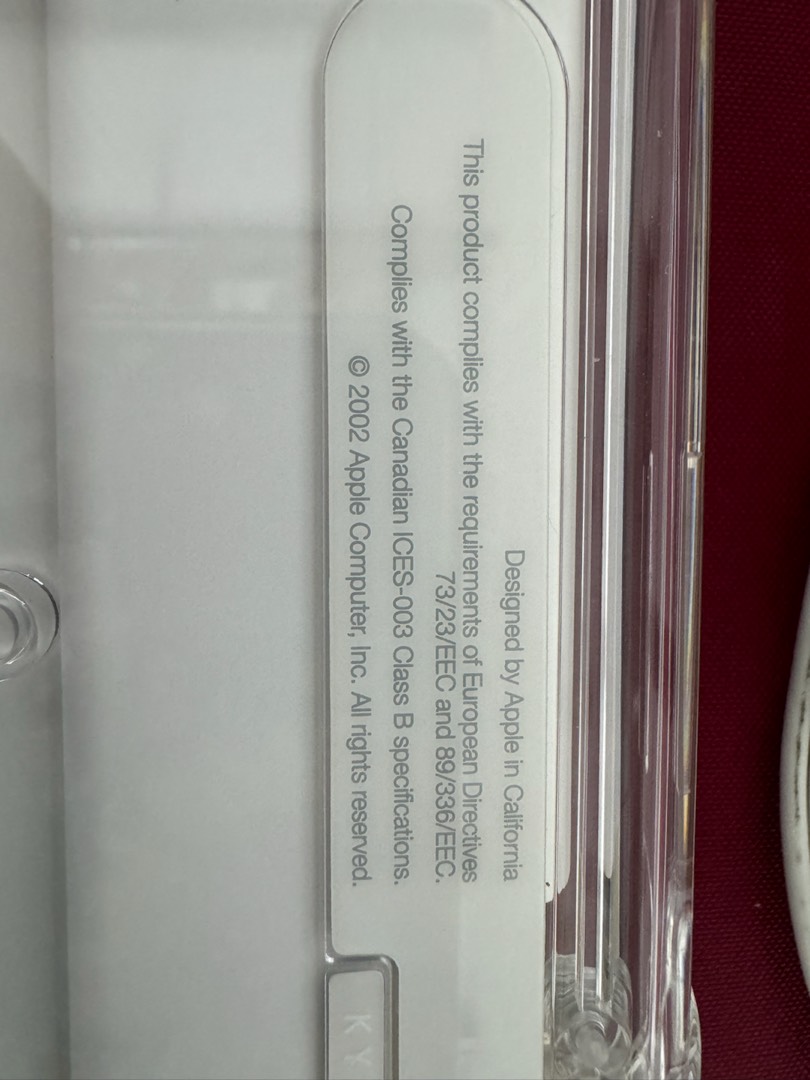 Designed by Apple in California
This product complies with the requirements of European Directives
73/23/EEC and 89/336/EEC.
Complies with the Canadian ICES-003 Class B specifications.
© 2002 Apple Computer, Inc. All rights reserved.
K Y